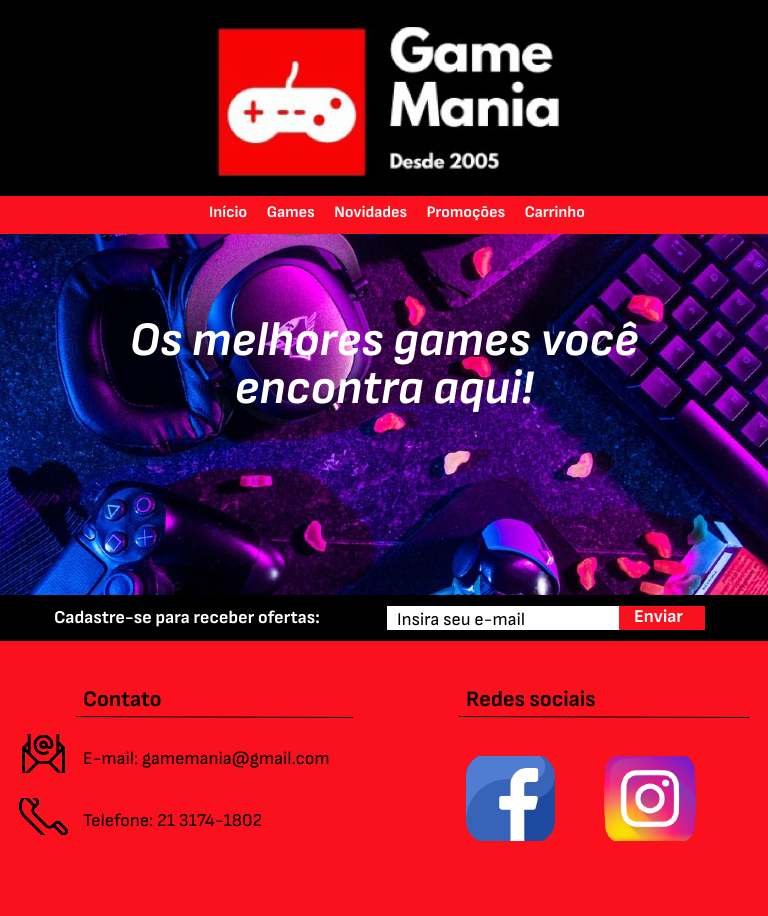 Game
Mania
Desde 2005
Início Games Novidades Promoções Carrinho
Os melhores games você
encontra aqui!
Cadastre-se para receber ofertas: Insira seu e-mail Enviar
Contato
E-mail: gamemania@gmail.com
Telefone: 21 3174-1802
Redes sociais